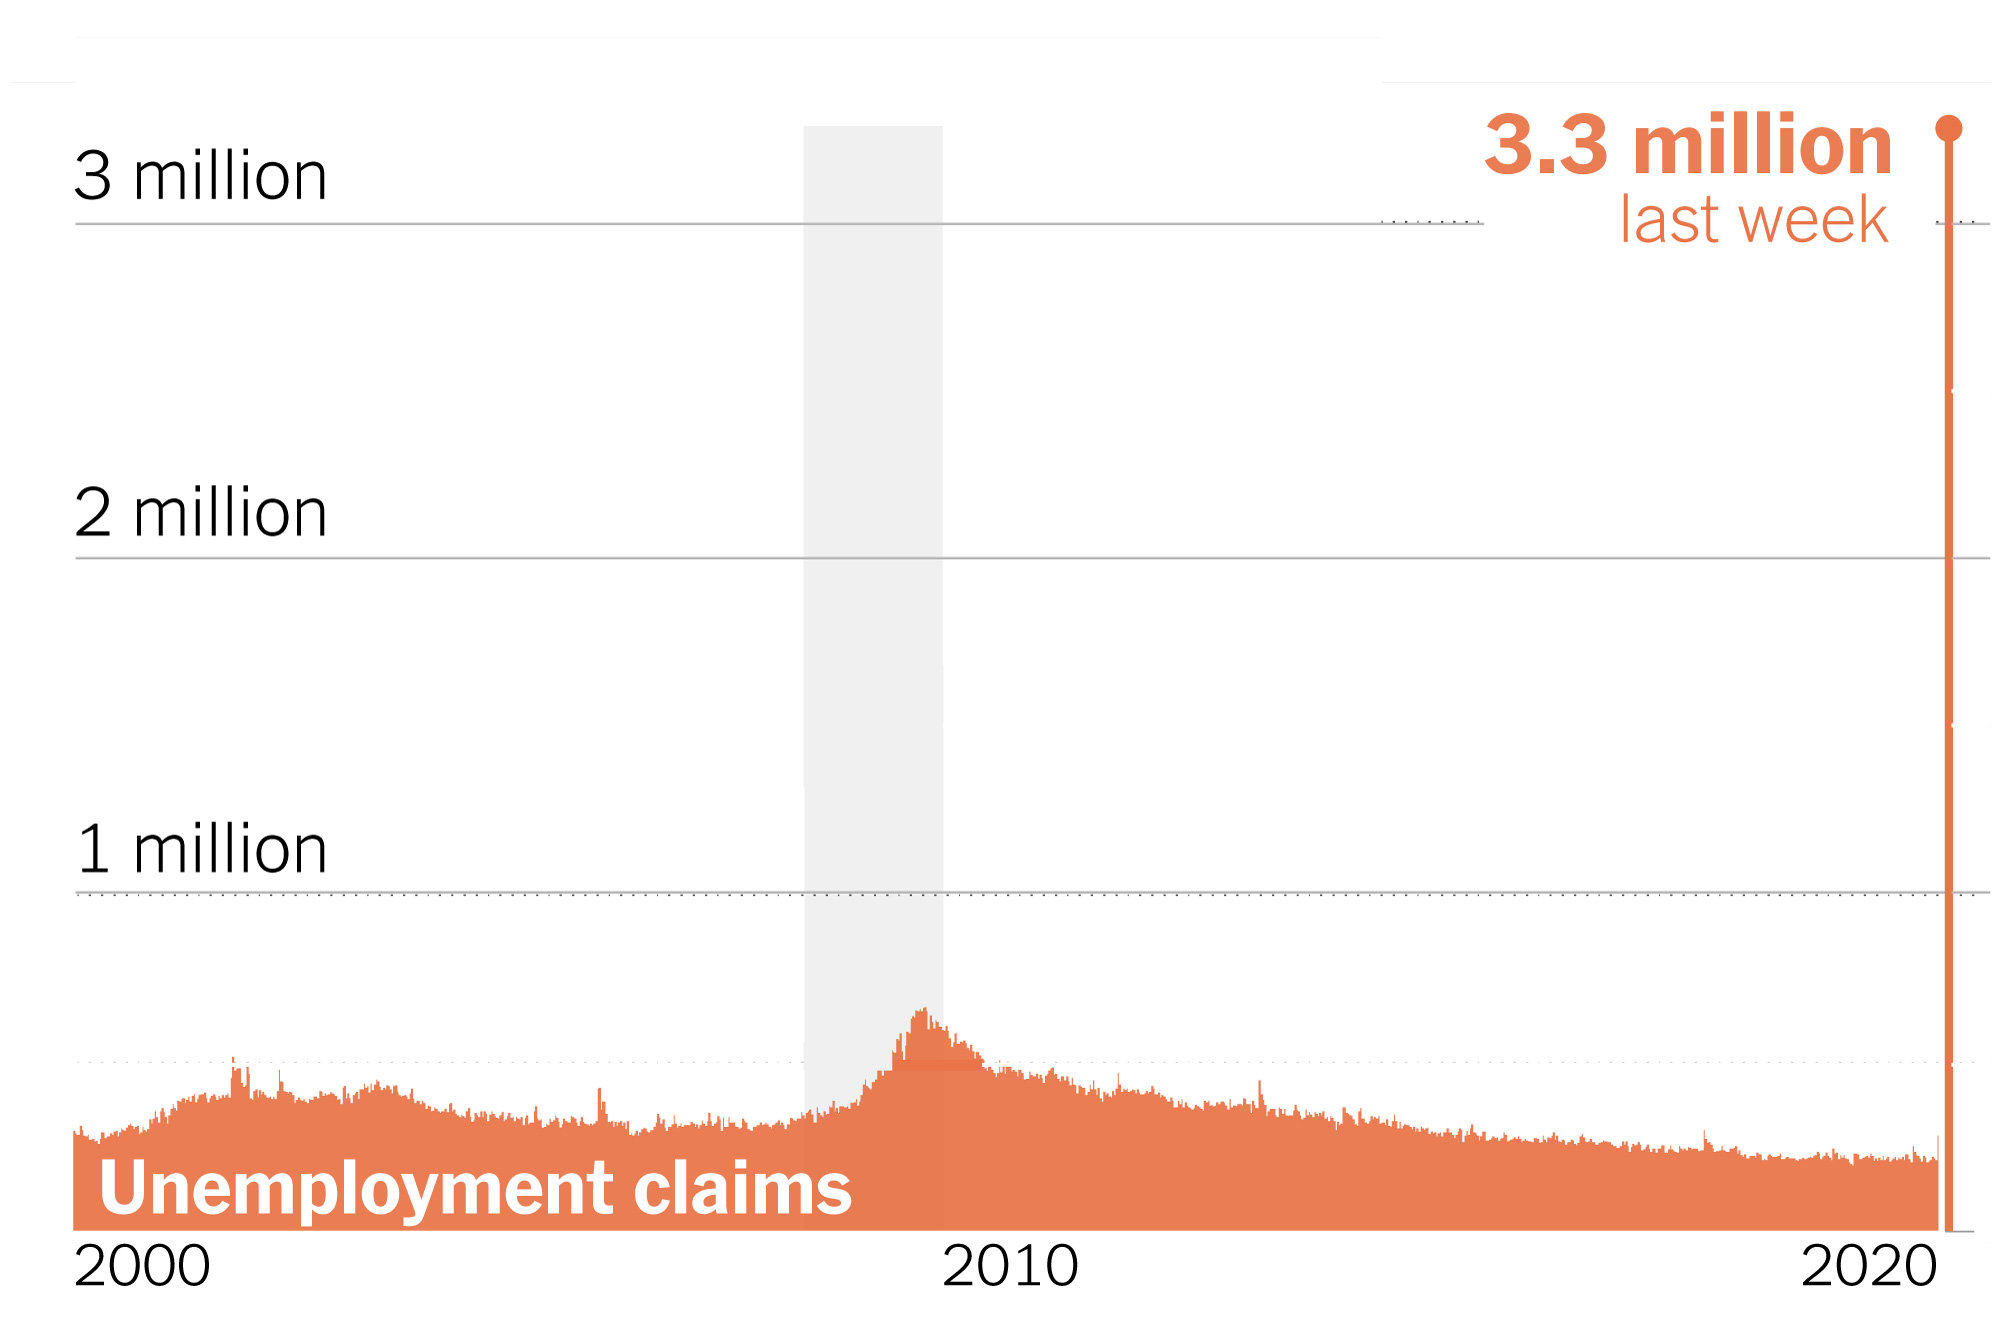 3.3 million
last week
3 million
2 million
1 million
Unemployment claims
2000 2010 2020